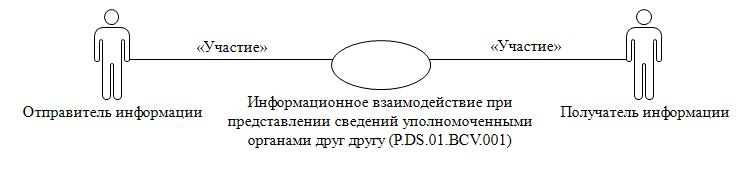 «Участие»
«Участие»
Отправитель информации
Информационное взаимодействие при
представлении сведений уполномоченными
органами друг другу (P.DS.01.BCV.001)
Получатель информации